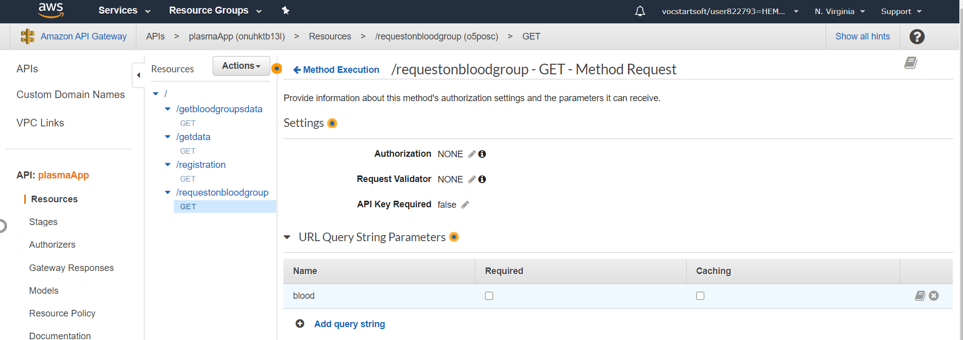 aws Services Resource Groups vocstartsoft/user822793=HEM... N. Virginia Support
Amazon API Gateway APIs > plasmaApp (onuhktb13l) > Resources > /requestonbloodgroup (o5posc) > GET Show all hints ?
APIs
Custom Domain Names
VPC Links
API: plasmaApp
Resources
Stages
Authorizers
Gateway Responses
Models
Resource Policy
Documentation
Resources Actions
/
/getbloodgroupsdata
GET
/getdata
GET
/registration
GET
/requestonbloodgroup
GET
Method Execution /requestonbloodgroup - GET - Method Request
Provide information about this method's authorization settings and the parameters it can receive.
Settings
Authorization NONE
Request Validator NONE
API Key Required false
URL Query String Parameters
Name Required Caching
blood
Add query string